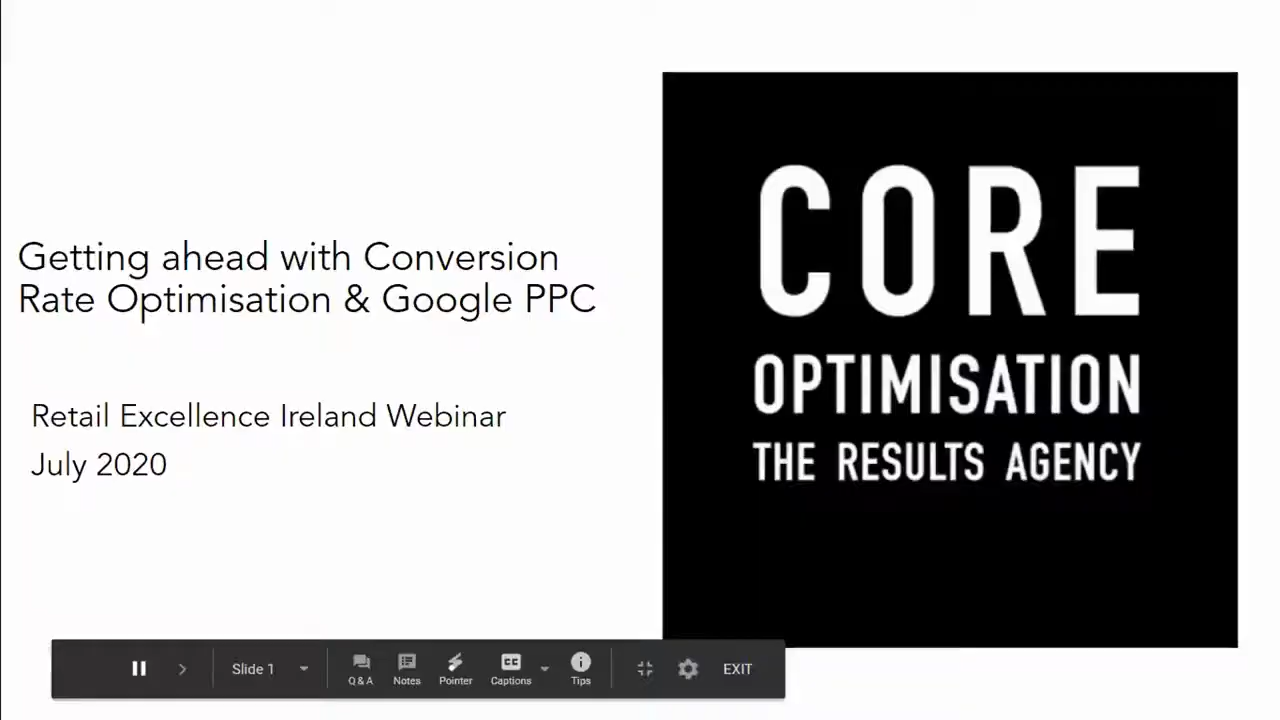 Getting ahead with Conversion
Rate Optimisation & Google PPC
Retail Excellence Ireland Webinar
July 2020
CORE
OPTIMISATION
THE RESULTS AGENCY
Slide 1
Q & A
Notes
Pointer
CC
Captions
Tips
EXIT